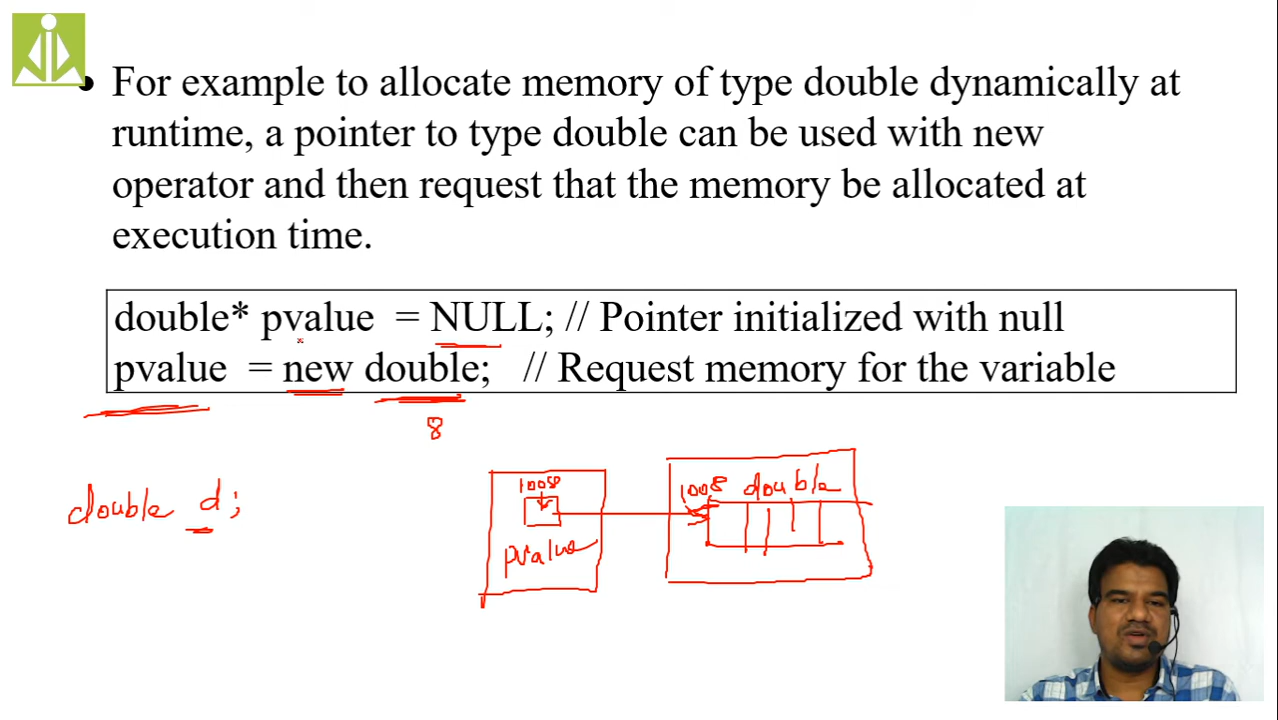 • For example to allocate memory of type double dynamically at
runtime, a pointer to type double can be used with new
operator and then request that the memory be allocated at
execution time.
double* pvalue = NULL; // Pointer initialized with null
pvalue = new double; // Request memory for the variable
8
double d;
1008
pvalue
1008 double